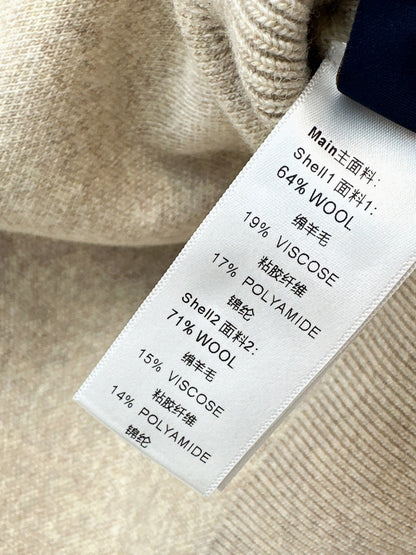 Main主面料:
Shell1 面料1:
64% WOOL
绵羊毛
19% VISCOSE
粘胶纤维
17% POLYAMIDE
锦纶
Shell2 面料2:
71% WOOL
绵羊毛
15% VISCOSE
粘胶纤维
14% POLYAMIDE
锦纶